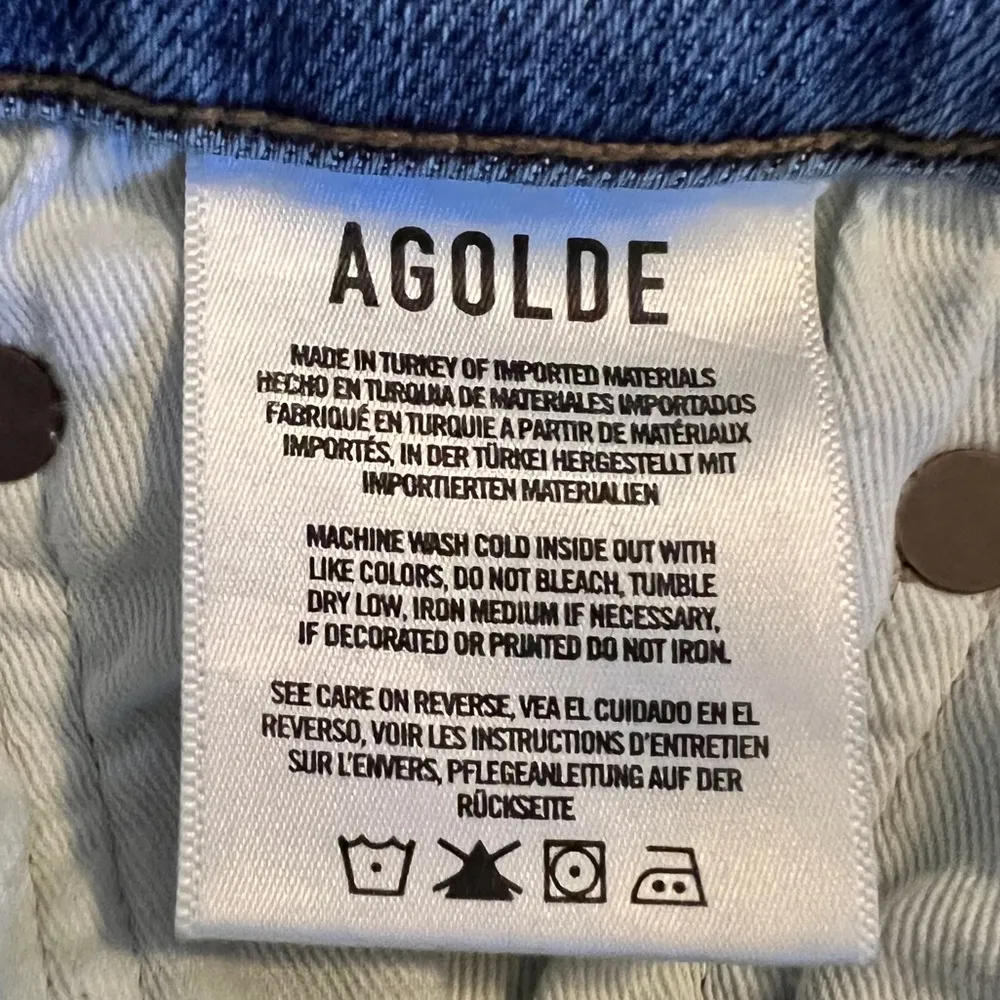 AGOLDE
MADE IN TURKEY OF IMPORTED MATERIALS
HECHO EN TURQUIA DE MATERIALES IMPORTADOS
FABRIQUÉ EN TURQUIE A PARTIR DE MATÉRIAUX
IMPORTÉS, IN DER TÜRKEI HERGESTELLT MIT
IMPORTIERTEN MATERIALIEN
MACHINE WASH COLD INSIDE OUT WITH
LIKE COLORS, DO NOT BLEACH, TUMBLE
DRY LOW, IRON MEDIUM IF NECESSARY,
IF DECORATED OR PRINTED DO NOT IRON.
SEE CARE ON REVERSE, VEA EL CUIDADO EN EL
REVERSO, VOIR LES INSTRUCTIONS D'ENTRETIEN
SUR L'ENVERS, PFLEGEANLEITUNG AUF DER
RÜCKSEITE